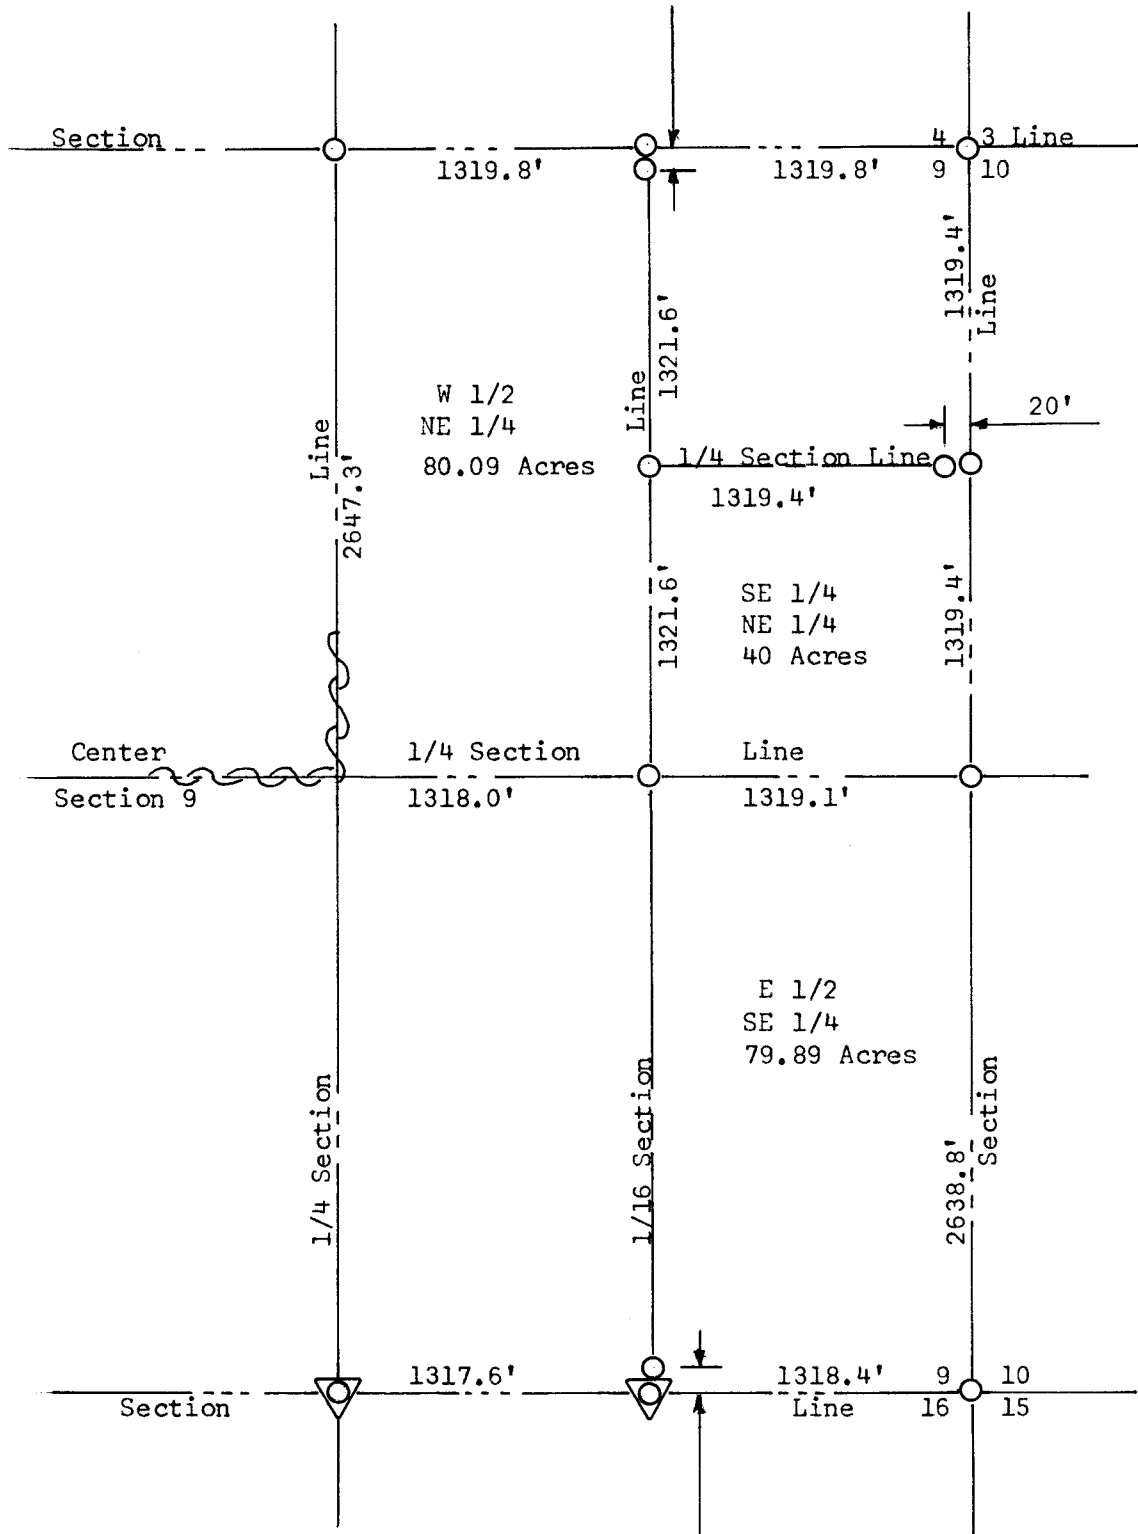 Section
4
3 Line
1319.8'
1319.8'
9
10
1319.4'
Line
1321.6'
Line
W 1/2
NE 1/4
80.09 Acres
Line
2647.3'
20'
1/4 Section Line
1319.4'
1321.6'
SE 1/4
NE 1/4
40 Acres
1319.4'
Center
1/4 Section
Line
Section 9
1318.0'
1319.1'
E 1/2
SE 1/4
79.89 Acres
1/4 Section
1/16 Section
Section
2638.8'
1317.6'
1318.4'
9
10
Section
Line
16
15